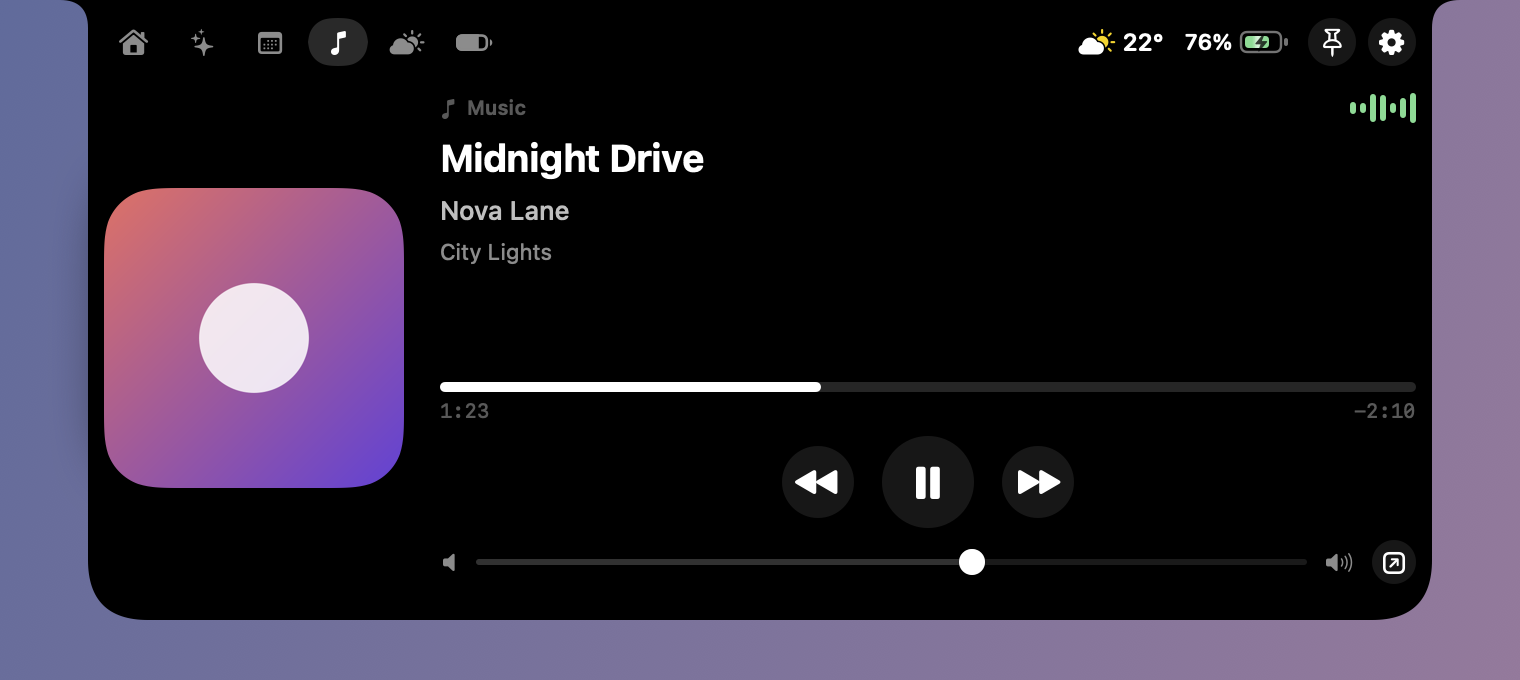 22° 76%
Music
Midnight Drive
Nova Lane
City Lights
1:23 −2:10